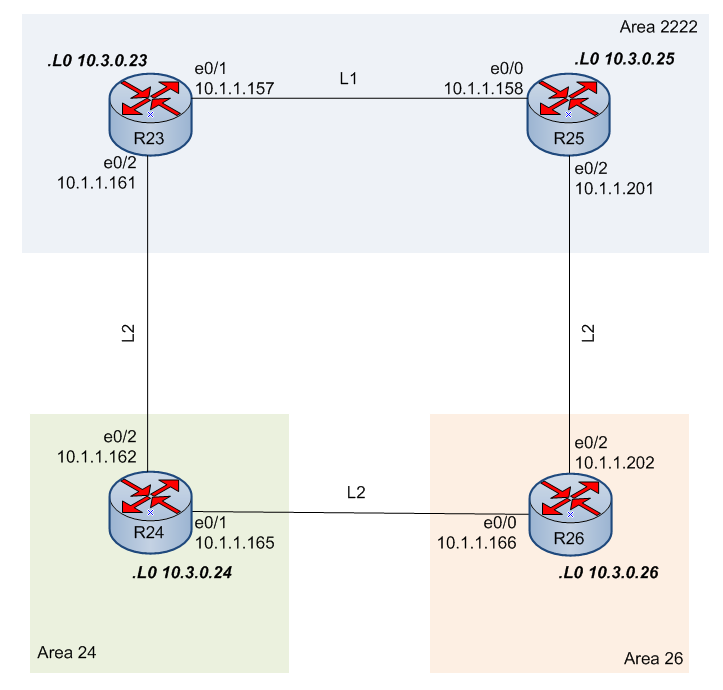 Area 2222
.L0 10.3.0.23
.L0 10.3.0.25
e0/1
10.1.1.157
L1
e0/0
10.1.1.158
R23
R25
e0/2
10.1.1.161
e0/2
10.1.1.201
L2
L2
e0/2
10.1.1.162
e0/2
10.1.1.202
L2
R24
e0/1
10.1.1.165
e0/0
10.1.1.166
R26
.L0 10.3.0.24
.L0 10.3.0.26
Area 24
Area 26